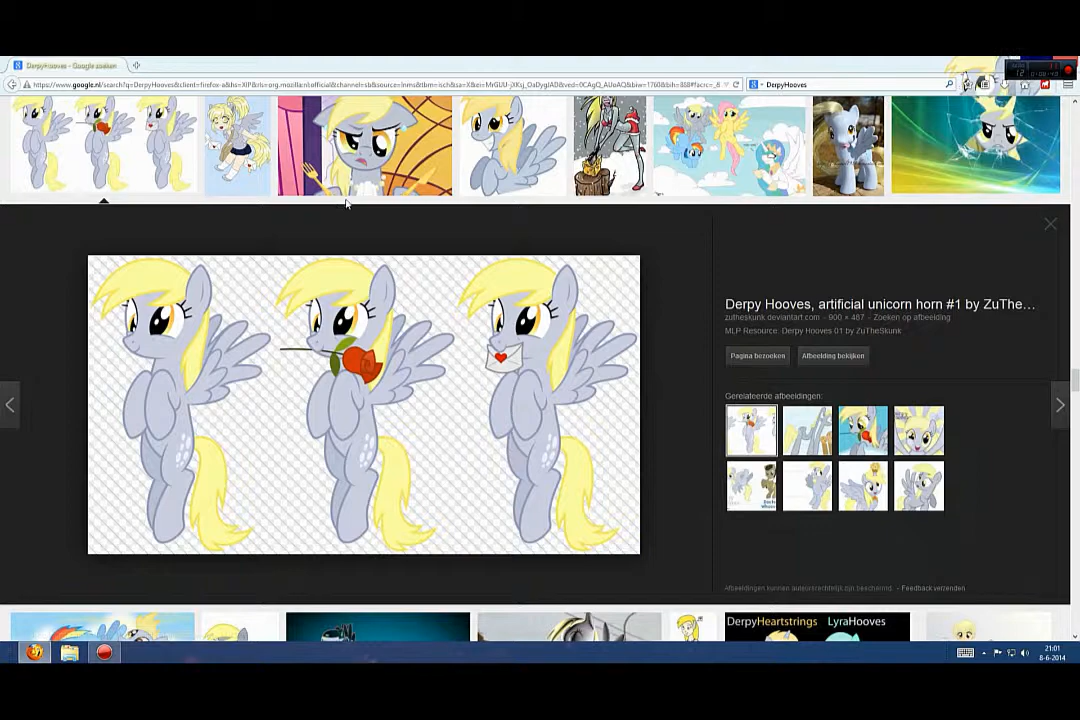 DerpyHooves - Google zoeken
DerpyHooves
Derpy Hooves, artificial unicorn horn #1 by ZuThe...
zutheskunk.deviantart.com - 900 × 487 - Zoeken op afbeelding
MLP Resource: Derpy Hooves 01 by ZuTheSkunk
Pagina bezoeken
Afbeelding bekijken
Gerelateerde afbeeldingen:
Afbeeldingen kunnen auteursrechtelijk zijn beschermd. - Feedback verzenden
DerpyHeartstrings
LyraHooves
21:01
8-6-2014